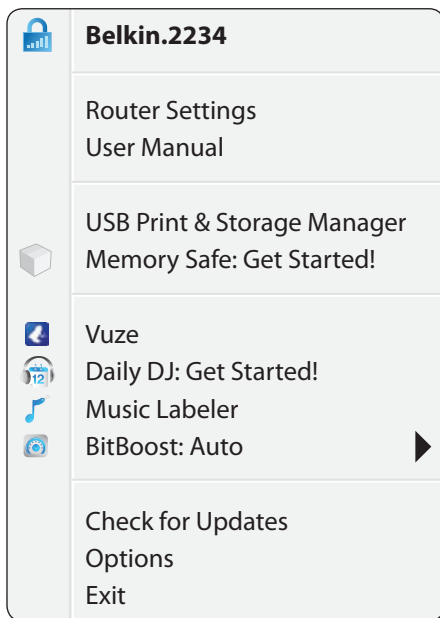 Belkin.2234
Router Settings
User Manual
USB Print & Storage Manager
Memory Safe: Get Started!
Vuze
12
Daily DJ: Get Started!
Music Labeler
BitBoost: Auto
Check for Updates
Options
Exit